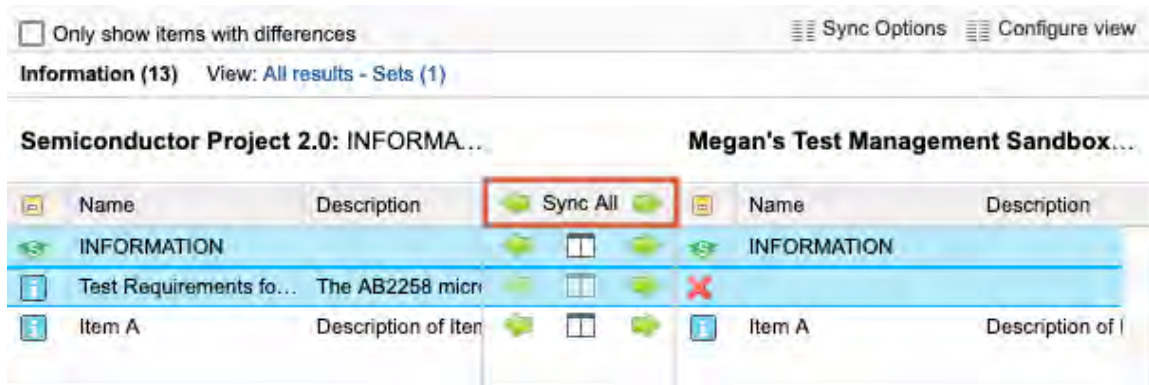 Only show items with differences Sync Options Configure view
Information (13) View: All results - Sets (1)
Semiconductor Project 2.0: INFORMA... Megan's Test Management Sandbox...
Name Description Sync All Name Description
INFORMATION INFORMATION
Test Requirements fo... The AB2258 micr
Item A Description of Iter Item A Description of I